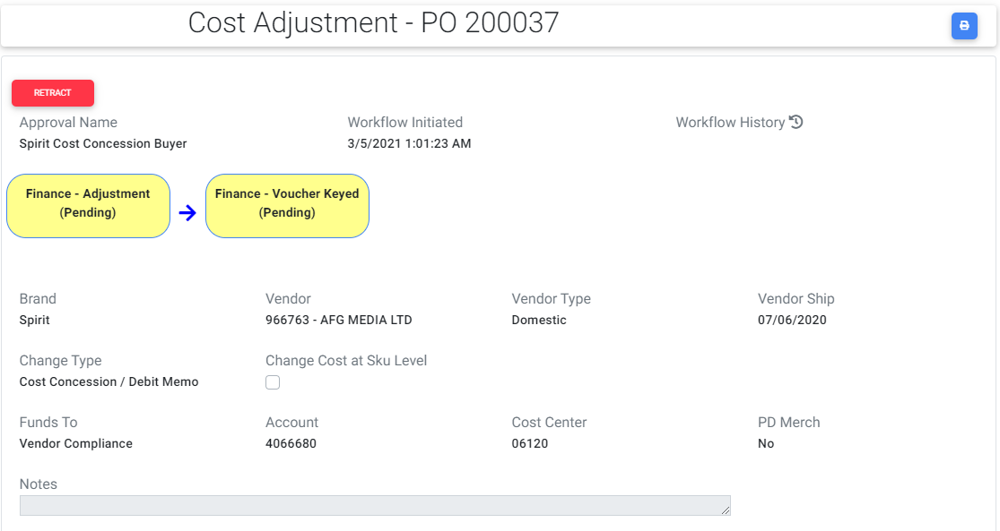 Cost Adjustment - PO 200037
RETRACT
Approval Name
Workflow Initiated
Workflow History
Spirit Cost Concession Buyer
3/5/2021 1:01:23 AM
Finance - Adjustment
(Pending)
Finance - Voucher Keyed
(Pending)
Brand
Vendor
Vendor Type
Vendor Ship
Spirit
966763 - AFG MEDIA LTD
Domestic
07/06/2020
Change Type
Change Cost at Sku Level
Cost Concession / Debit Memo
Funds To
Account
Cost Center
PD Merch
Vendor Compliance
4066680
06120
No
Notes